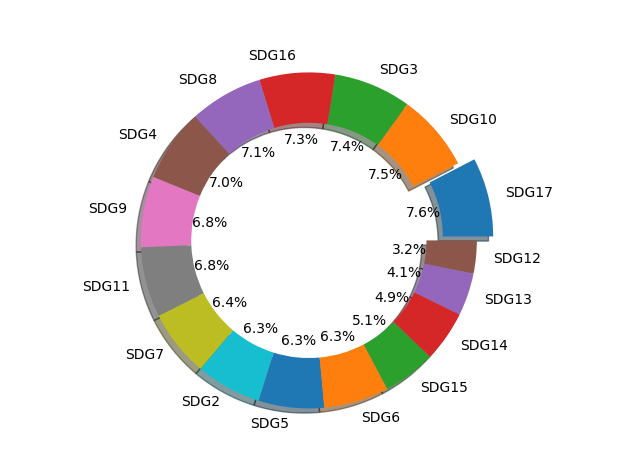 SDG16
SDG3
SDG8
SDG10
SDG4
SDG17
SDG9
SDG12
SDG11
SDG13
SDG7
SDG14
SDG2
SDG15
SDG5
SDG6
7.3%
7.4%
7.1%
7.5%
7.0%
7.6%
6.8%
3.2%
6.8%
4.1%
6.4%
4.9%
6.3%
5.1%
6.3%
6.3%